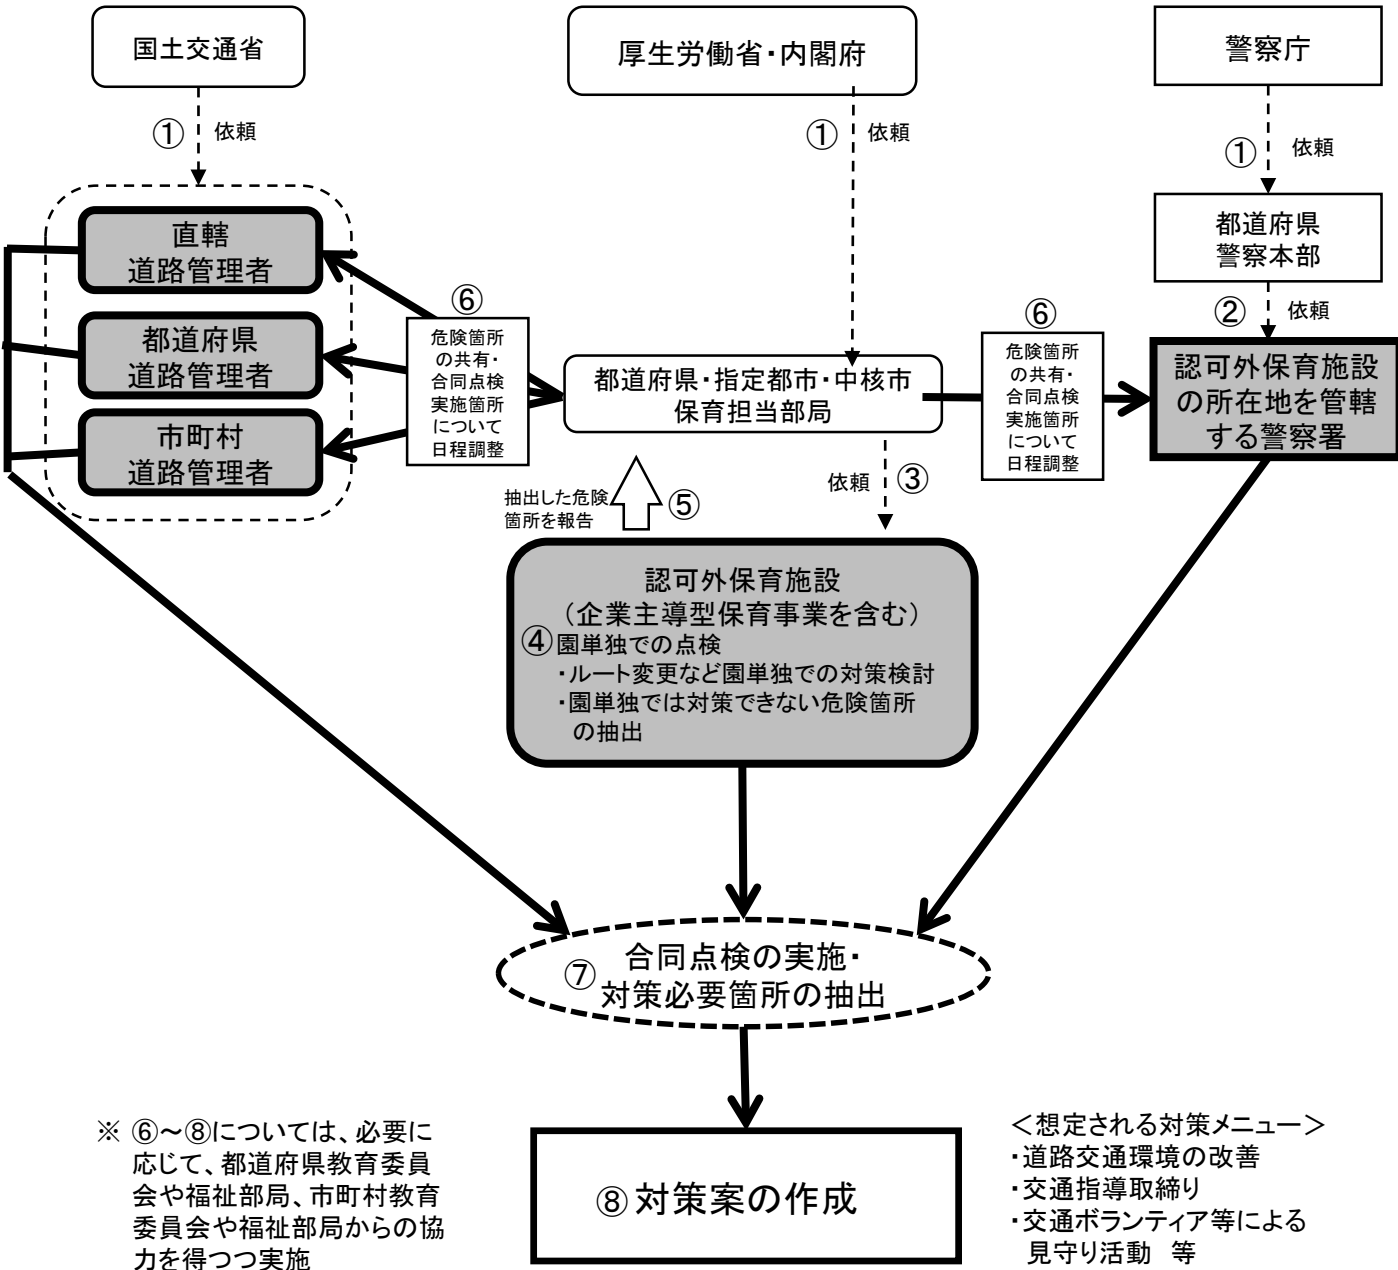 国土交通省
厚生労働省・内閣府
警察庁
① 依頼
① 依頼
① 依頼
直轄
道路管理者
都道府県
道路管理者
市町村
道路管理者
都道府県
警察本部
② 依頼
⑥
危険箇所
の共有・
合同点検
実施箇所
について
日程調整
都道府県・指定都市・中核市
保育担当部局
⑥
危険箇所
の共有・
合同点検
実施箇所
について
日程調整
認可外保育施設
の所在地を管轄
する警察署
依頼 ③
抽出した危険
箇所を報告
⑤
認可外保育施設
（企業主導型保育事業を含む）
④園単独での点検
・ルート変更など園単独での対策検討
・園単独では対策できない危険箇所
の抽出
⑦
合同点検の実施・
対策必要箇所の抽出
⑧対策案の作成
※ ⑥～⑧については、必要に
応じて、都道府県教育委員
会や福祉部局、市町村教育
委員会や福祉部局からの協
力を得つつ実施
＜想定される対策メニュー＞
・道路交通環境の改善
・交通指導取締り
・交通ボランティア等による
見守り活動 等